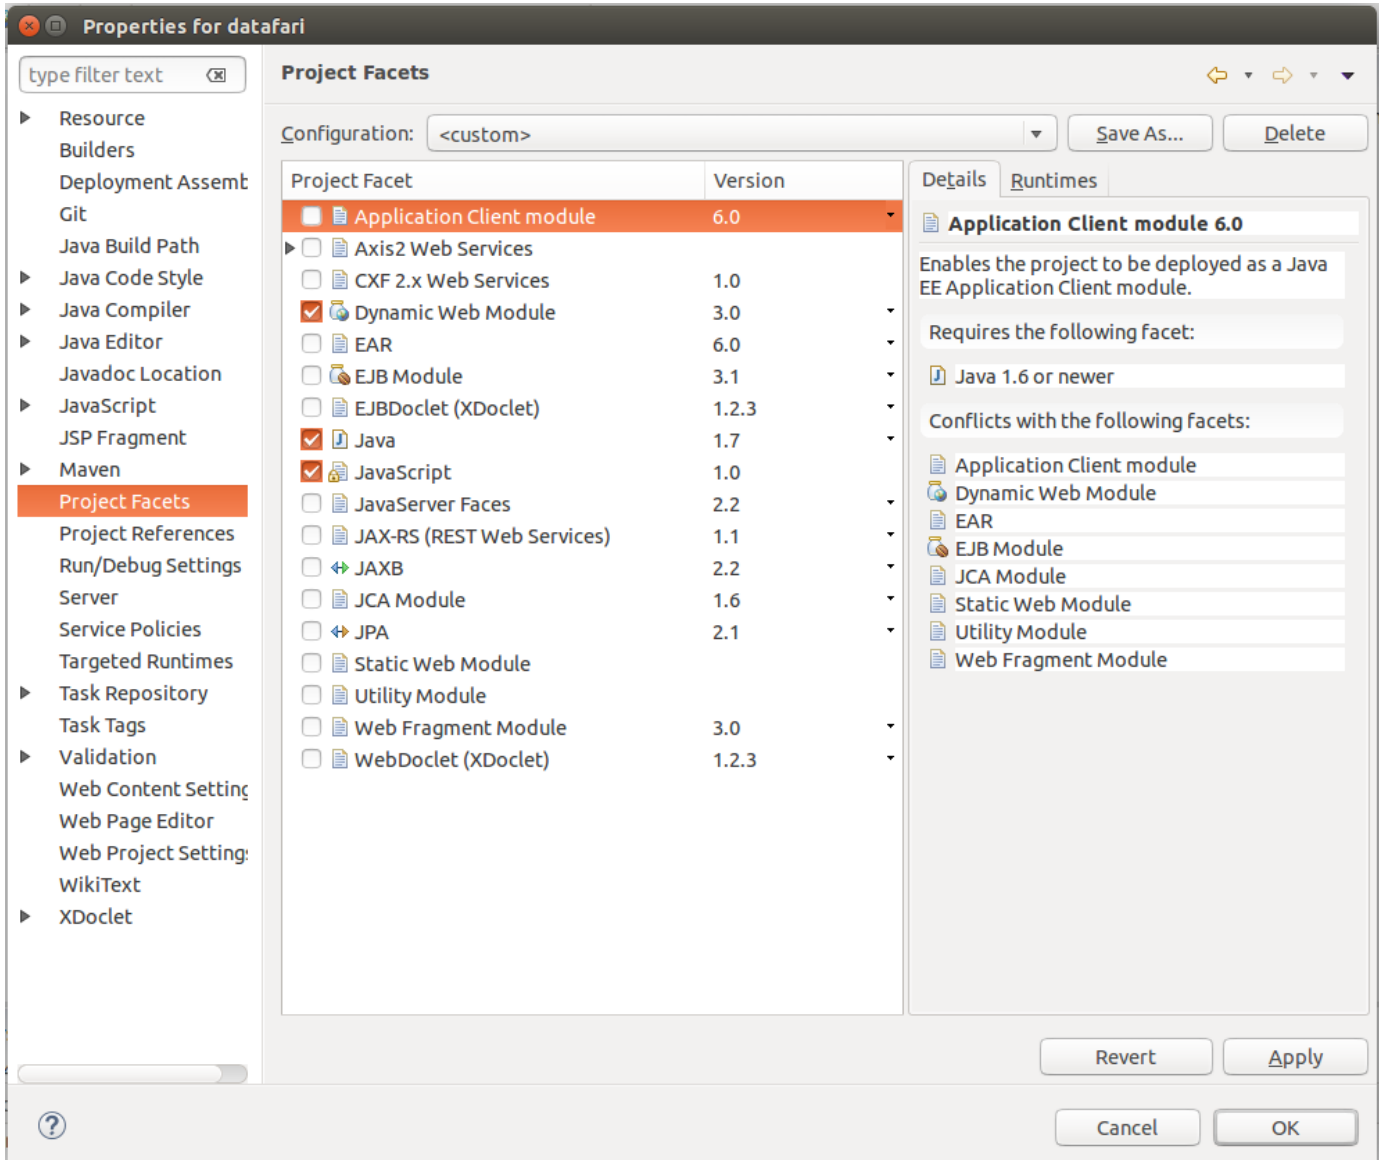 Properties for datafari
type filter text
Resource
Builders
Deployment Assemb
Git
Java Build Path
Java Code Style
Java Compiler
Java Editor
Javadoc Location
JavaScript
JSP Fragment
Maven
Project Facets
Project References
Run/Debug Settings
Server
Service Policies
Targeted Runtimes
Task Repository
Task Tags
Validation
Web Content Setting
Web Page Editor
Web Project Settings
WikiText
XDoclet
Project Facets
Configuration: <custom> Save As... Delete
Project Facet Version
Application Client module 6.0
Axis2 Web Services
CXF 2.x Web Services 1.0
Dynamic Web Module 3.0
EAR 6.0
EJB Module 3.1
EJBDoclet (XDoclet) 1.2.3
Java 1.7
JavaScript 1.0
JavaServer Faces 2.2
JAX-RS (REST Web Services) 1.1
JAXB 2.2
JCA Module 1.6
JPA 2.1
Static Web Module
Utility Module
Web Fragment Module 3.0
WebDoclet (XDoclet) 1.2.3
Details Runtimes
Application Client module 6.0
Enables the project to be deployed as a Java
EE Application Client module.
Requires the following facet:
Java 1.6 or newer
Conflicts with the following facets:
Application Client module
Dynamic Web Module
EAR
EJB Module
JCA Module
Static Web Module
Utility Module
Web Fragment Module
Revert Apply
Cancel OK